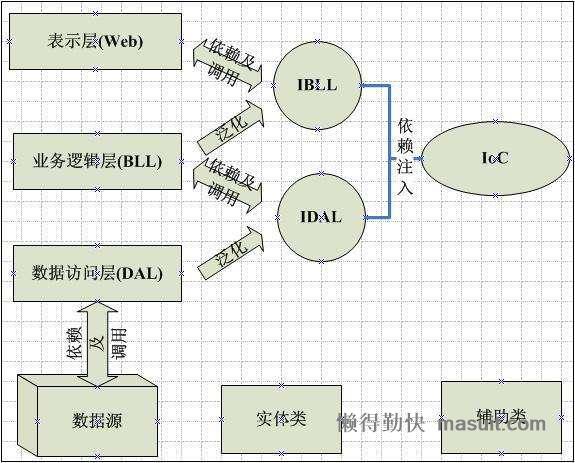 表示层(Web)
依赖及
调用
IBLL
泛化
业务逻辑层(BLL)
依赖及
调用
依赖注入
IoC
IDAL
数据访问层(DAL)
泛化
依赖
及
调用
数据源
实体类
辅助类
懒得勤快 masuit.com